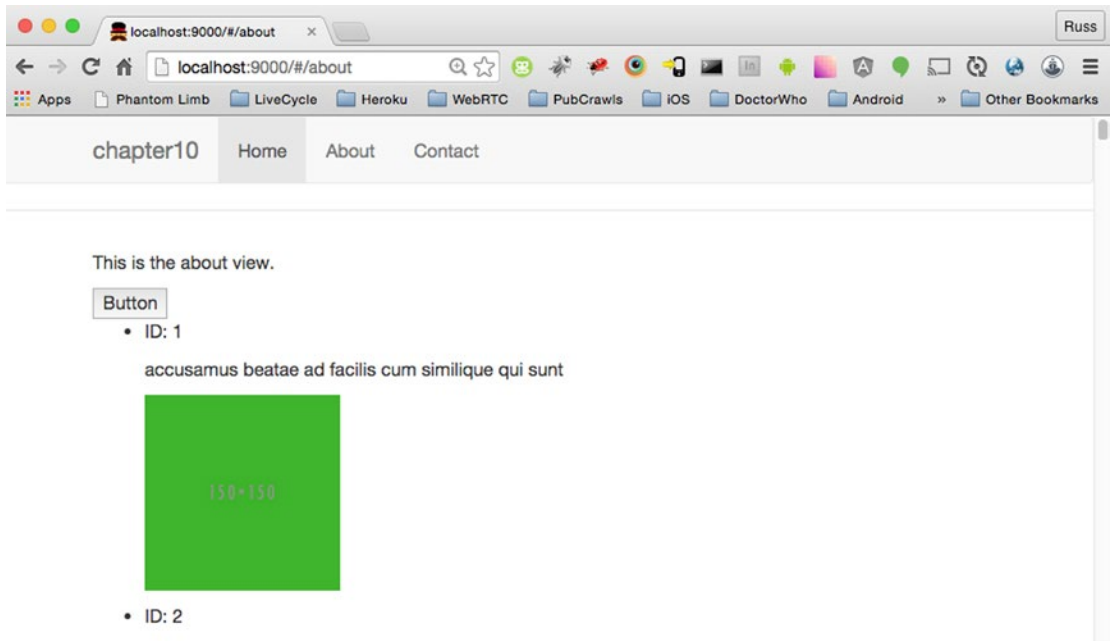 localhost:9000/#/about
Russ
localhost:9000/#/about
Apps Phantom Limb LiveCycle Heroku WebRTC PubCrawls iOS DoctorWho Android » Other Bookmarks
chapter10 Home About Contact
This is the about view.
Button
• ID: 1
accusamus beatae ad facilis cum similique qui sunt
150×150
• ID: 2